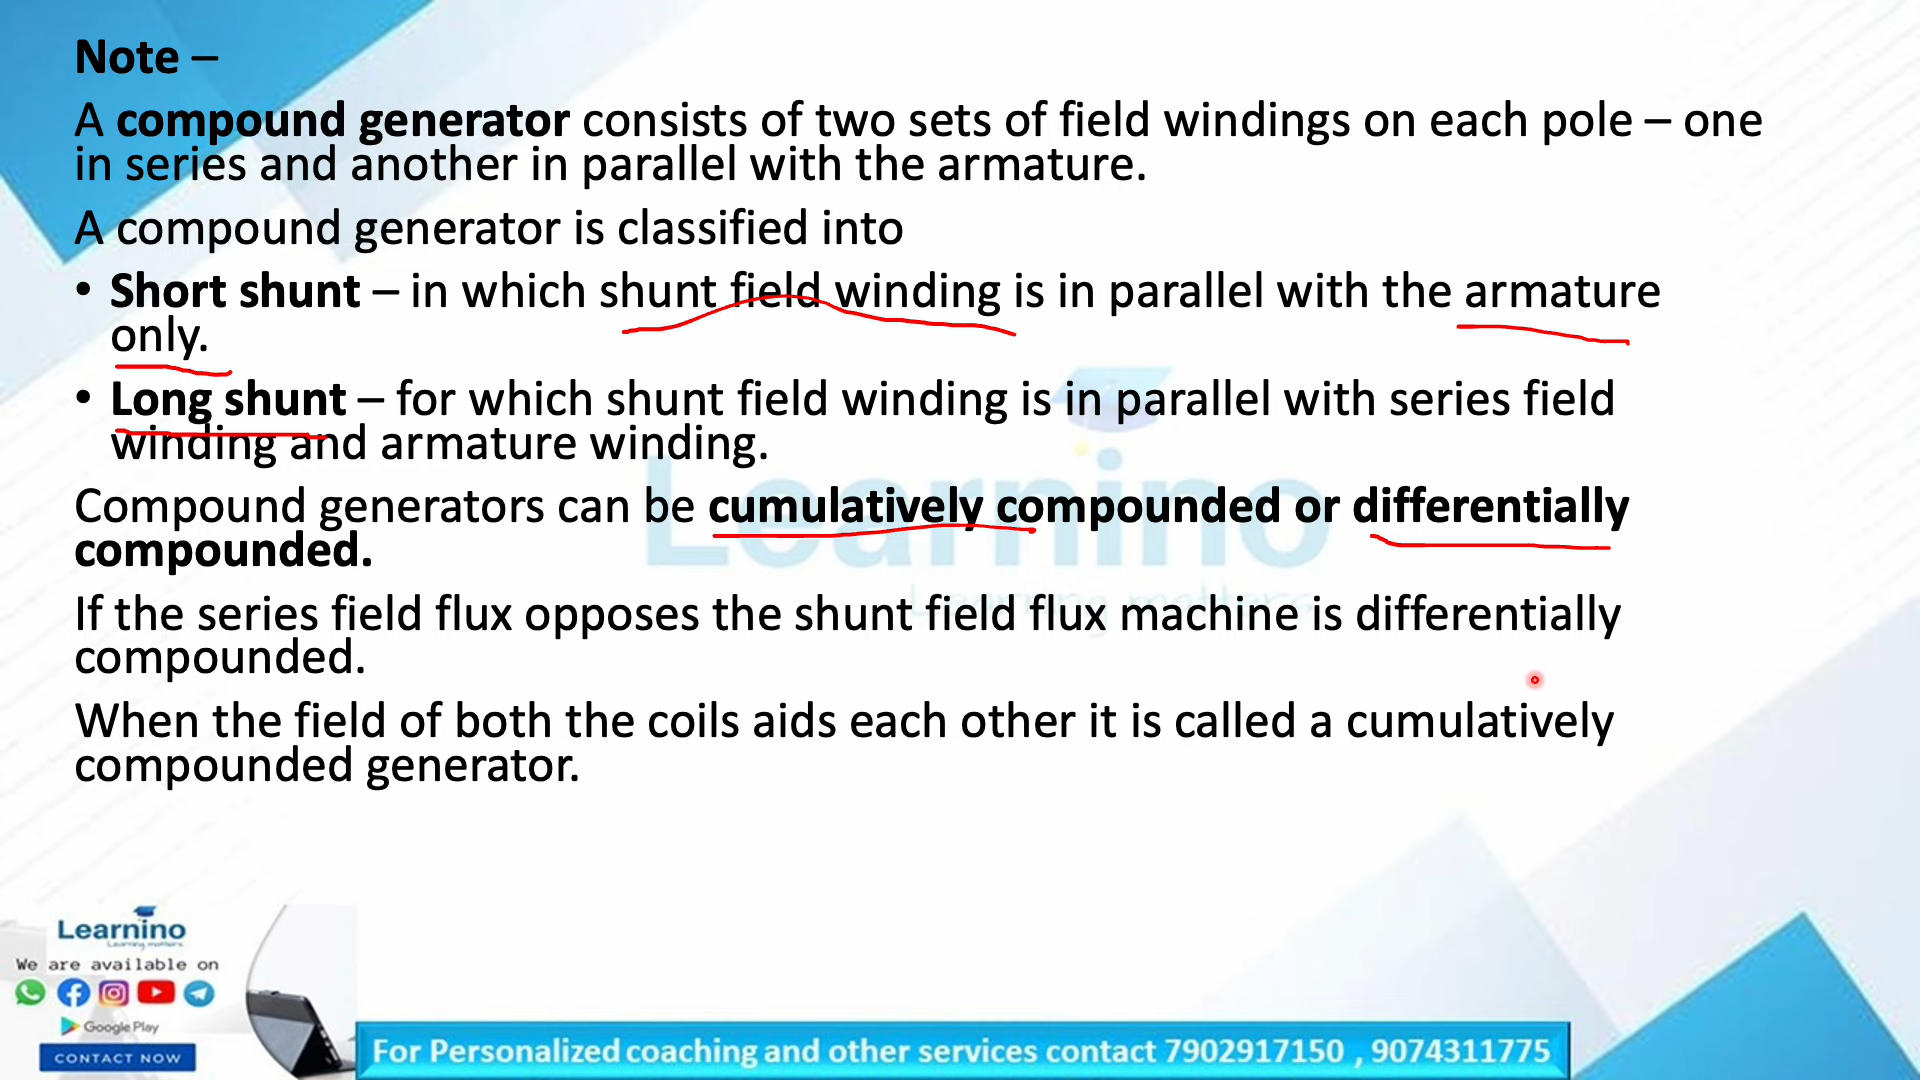 Note –
A compound generator consists of two sets of field windings on each pole – one
in series and another in parallel with the armature.
A compound generator is classified into
• Short shunt – in which shunt field winding is in parallel with the armature
only.
• Long shunt – for which shunt field winding is in parallel with series field
winding and armature winding.
Compound generators can be cumulatively compounded or differentially
compounded.
If the series field flux opposes the shunt field flux machine is differentially
compounded.
When the field of both the coils aids each other it is called a cumulatively
compounded generator.
Learnino
Learning matters
Learnino
Learning matters
We are available on
Google Play
CONTACT NOW
For Personalized coaching and other services contact 7902917150 , 9074311775